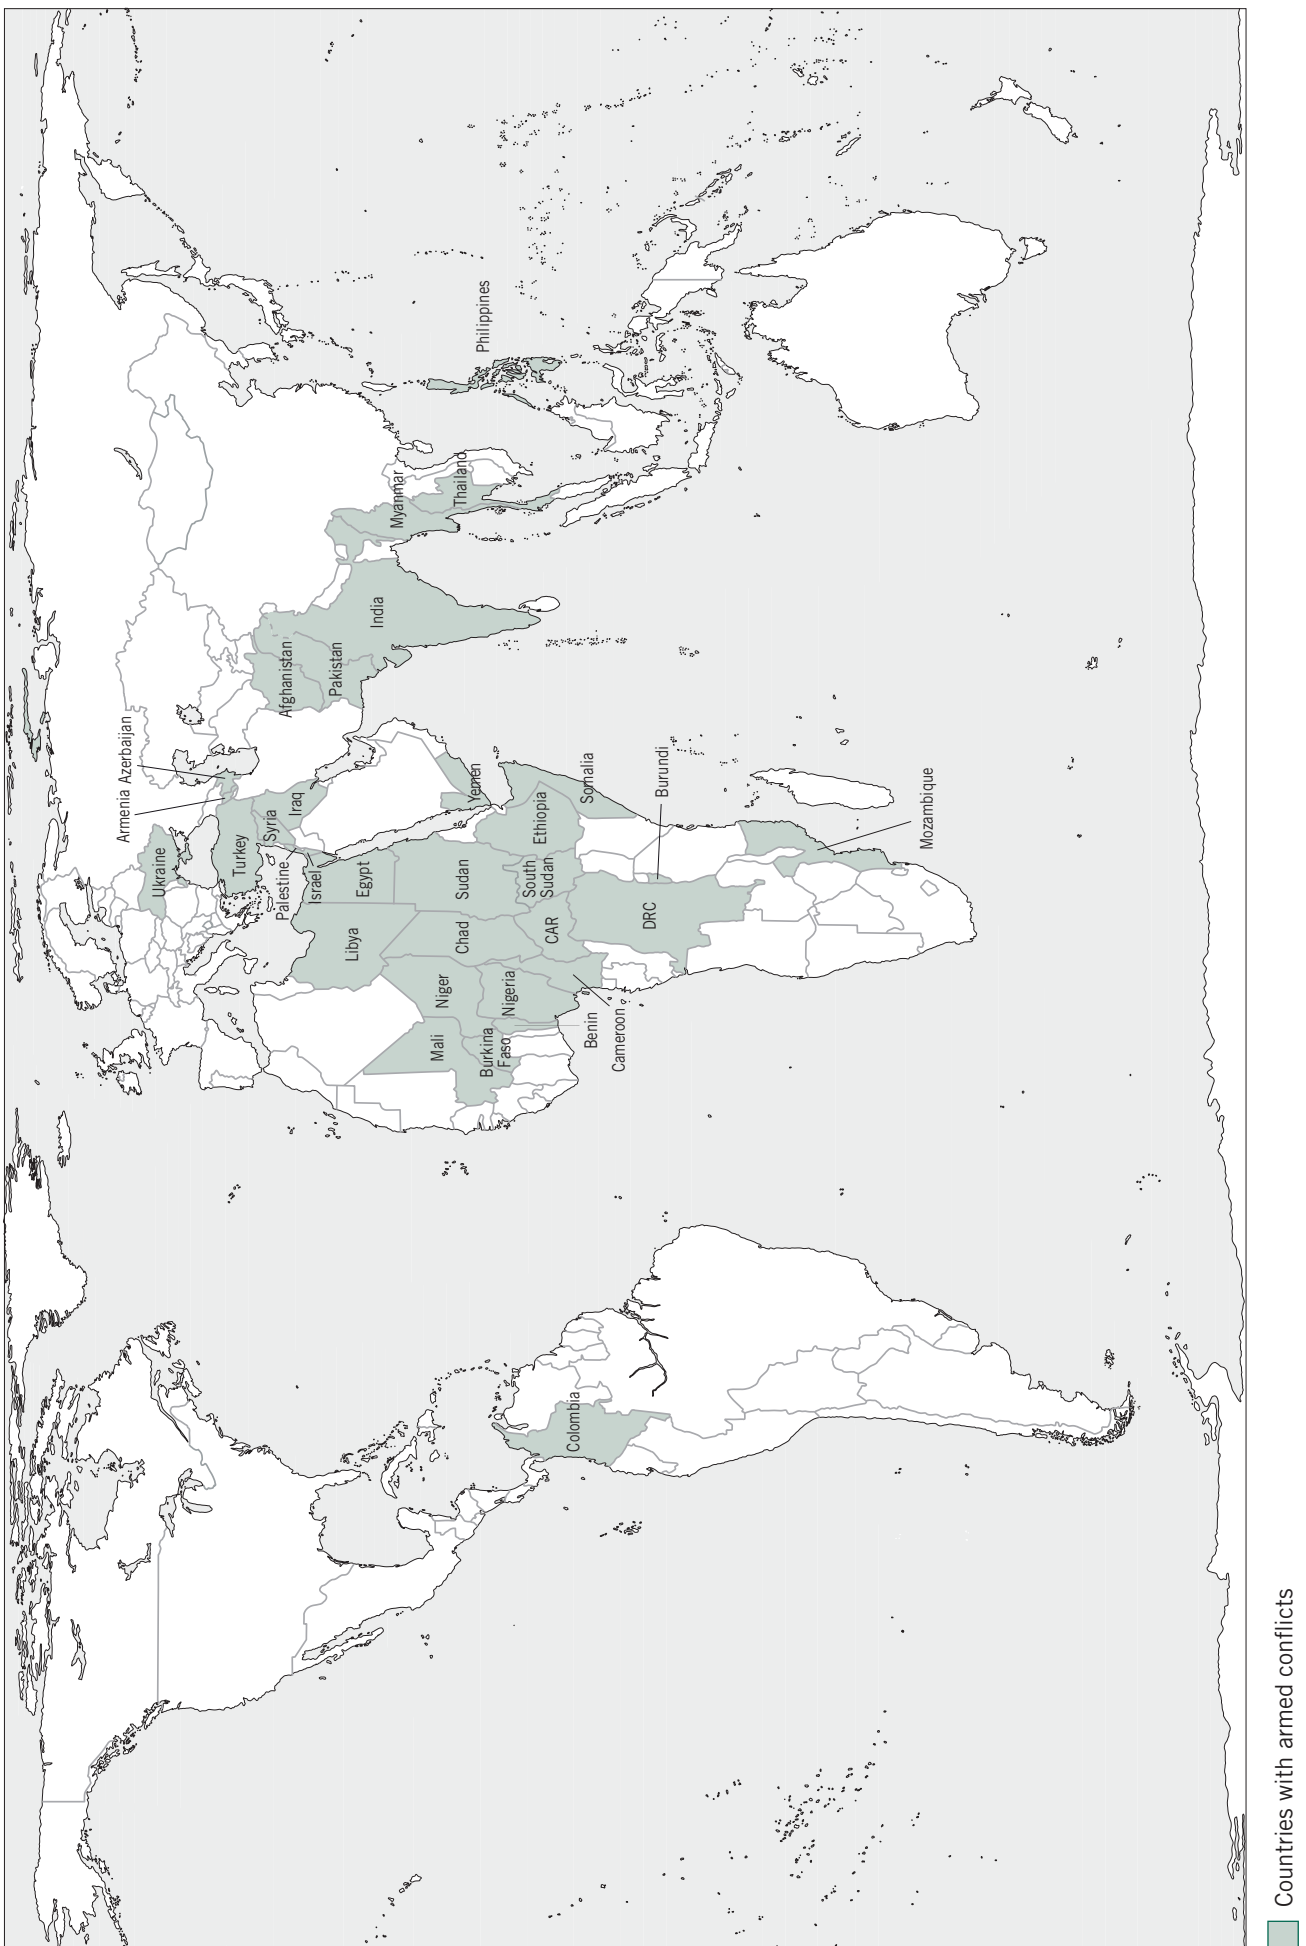 Armenia
Azerbaijan
Ukraine
Turkey
Syria
Palestine
Afghanistan
Iraq
Israel
Pakistan
Libya
Egypt
India
Myanmar
Mali
Niger
Chad
Sudan
Thailand
Yemen
Philippines
Burkina
Faso
Nigeria
South
Sudan
Ethiopia
CAR
Colombia
Somalia
Benin
Cameroon
DRC
Burundi
Mozambique
Countries with armed conflicts